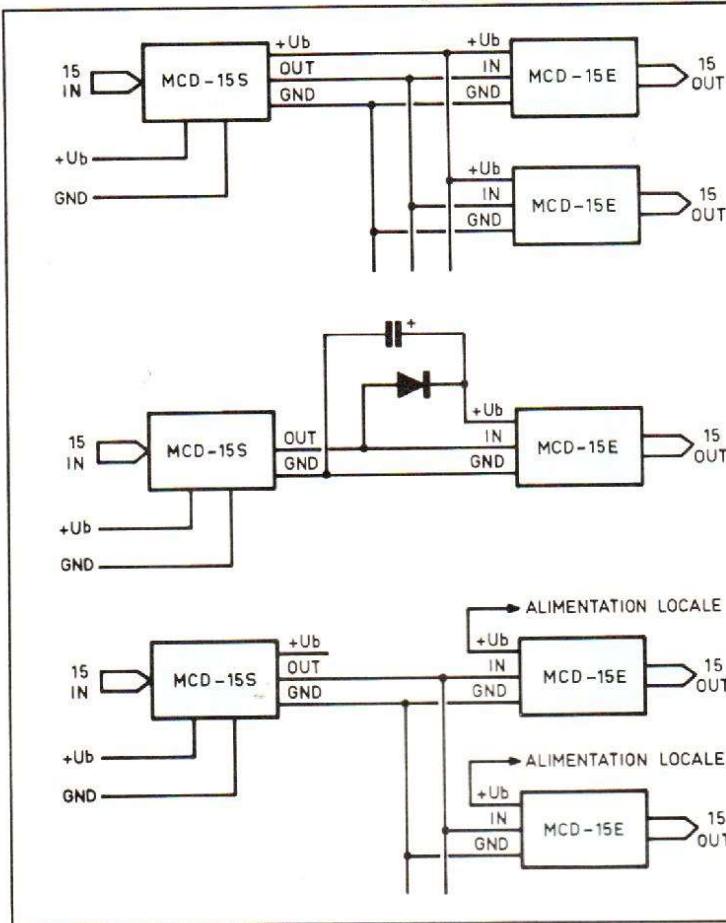 +Ub
+Ub
15
IN
MCD-15S
OUT
IN
MCD-15E
15
OUT
GND
GND
+Ub
+Ub
GND
IN
MCD-15E
15
OUT
GND
+
+Ub
15
IN
MCD-15S
OUT
IN
MCD-15E
15
OUT
GND
GND
+Ub
GND
ALIMENTATION LOCALE
+Ub
+Ub
15
IN
MCD-15S
OUT
IN
MCD-15E
15
OUT
GND
GND
+Ub
ALIMENTATION LOCALE
GND
+Ub
IN
MCD-15E
15
OUT
GND